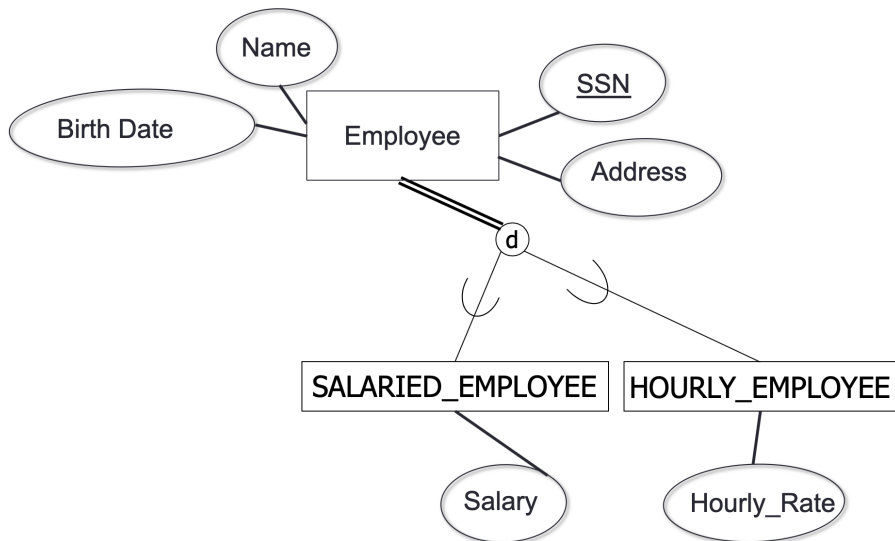 Name
SSN
Birth Date
Employee
Address
d
SALARIED_EMPLOYEE
HOURLY_EMPLOYEE
Salary
Hourly_Rate